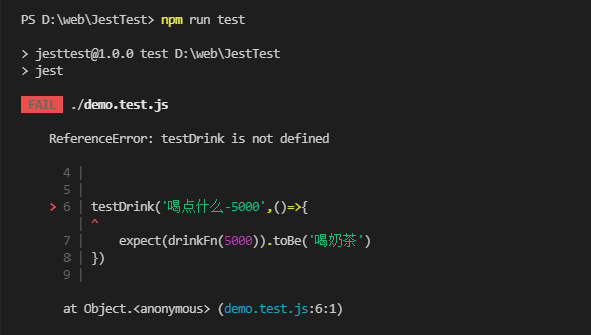 PS D:\web\JestTest> npm run test
> jesttest@1.0.0 test D:\web\JestTest
> jest
FAIL ./demo.test.js
ReferenceError: testDrink is not defined
4 |
5 |
> 6 | testDrink('喝点什么-5000',()=>{
| ^
7 | expect(drinkFn(5000)).toBe('喝奶茶')
8 | })
9 |
at Object.<anonymous> (demo.test.js:6:1)